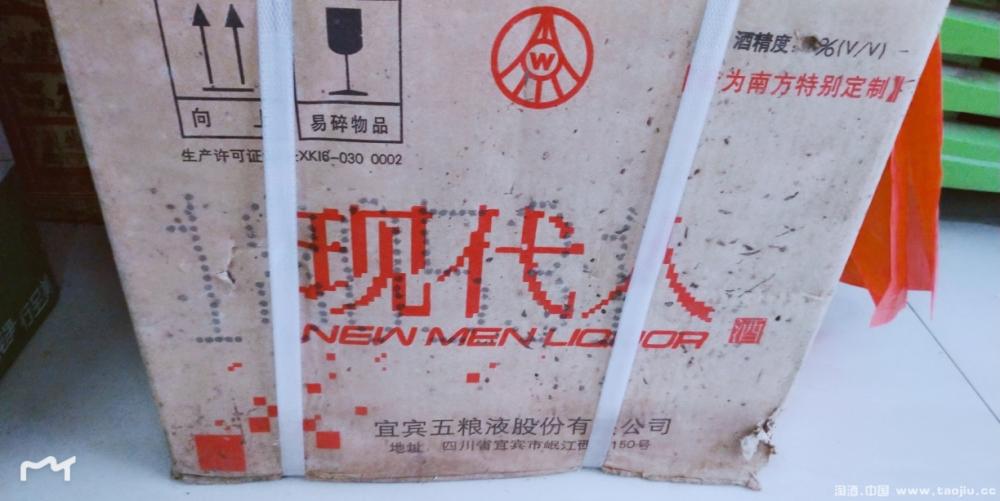 W
酒精度: %(V/V)
为南方特别定制》
向
易碎物品
生产许可证 XK16-030 0002
现代人
NEW MEN LIQUOR
酒
宜宾五粮液股份有 公司
地址 四川省宜宾市岷江西 150号
淘酒.中国 www.taojiu.cc